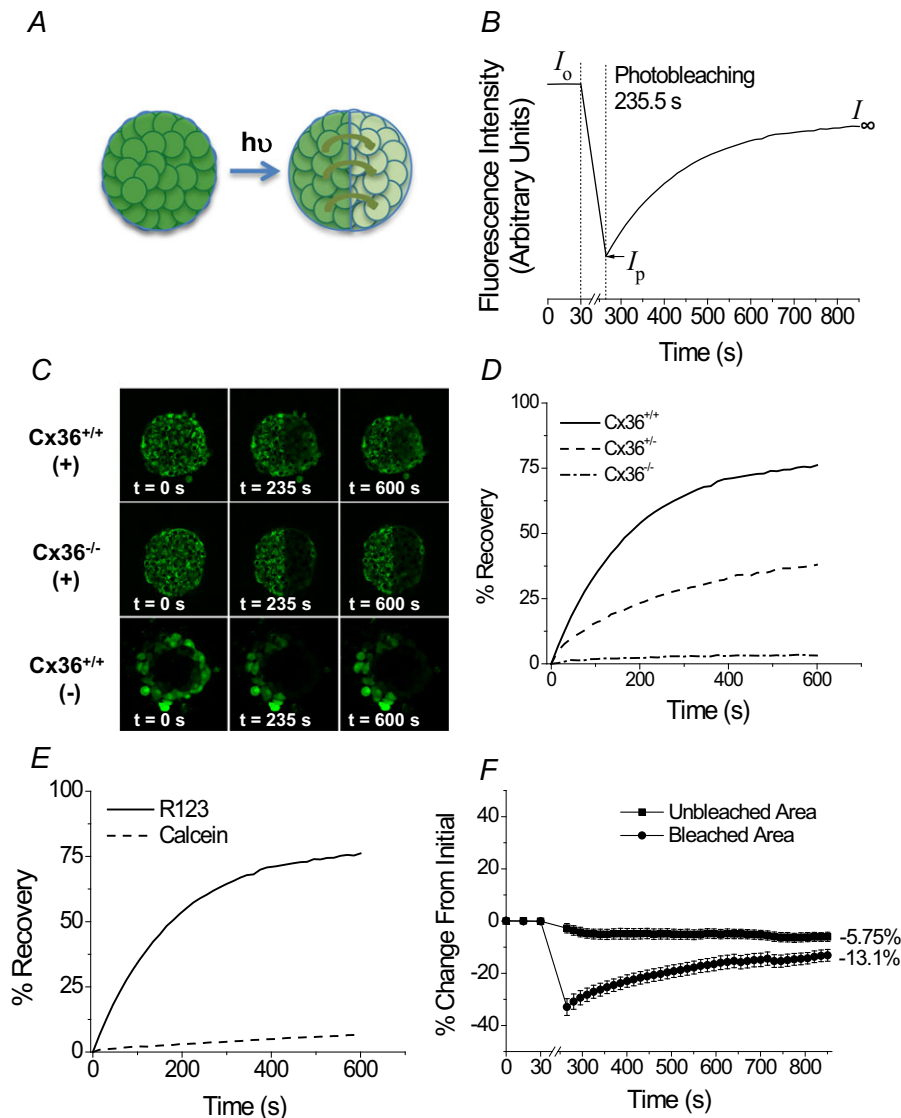 A
hυ
B
Fluorescence Intensity
(Arbitrary Units)
Io
Photobleaching
235.5 s
I∞
Ip
0 30 300 400 500 600 700 800
Time (s)
C
Cx36+/+
(+)
t = 0 s t = 235 s t = 600 s
Cx36-/-
(+)
t = 0 s t = 235 s t = 600 s
Cx36+/+
(-)
t = 0 s t = 235 s t = 600 s
D
% Recovery
100
75
50
25
0
Cx36+/+
Cx36+/-
Cx36-/-
0 200 400 600
Time (s)
E
% Recovery
100
75
50
25
0
R123
Calcein
0 200 400 600
Time (s)
F
% Change From Initial
40
20
0
-20
-40
Unbleached Area
Bleached Area
-5.75%
-13.1%
0 30 300 400 500 600 700 800
Time (s)